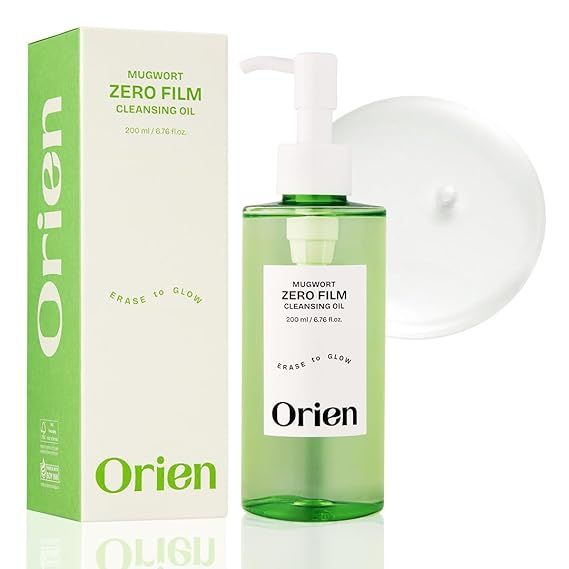 MUGWORT
ZERO FILM
CLEANSING OIL
200 ml / 6.76 fl.oz.
ERASE to GLOW
Orien
Orien
MUGWORT
ZERO FILM
CLEANSING OIL
200 ml / 6.76 fl.oz.
ERASE to GLOW
Orien